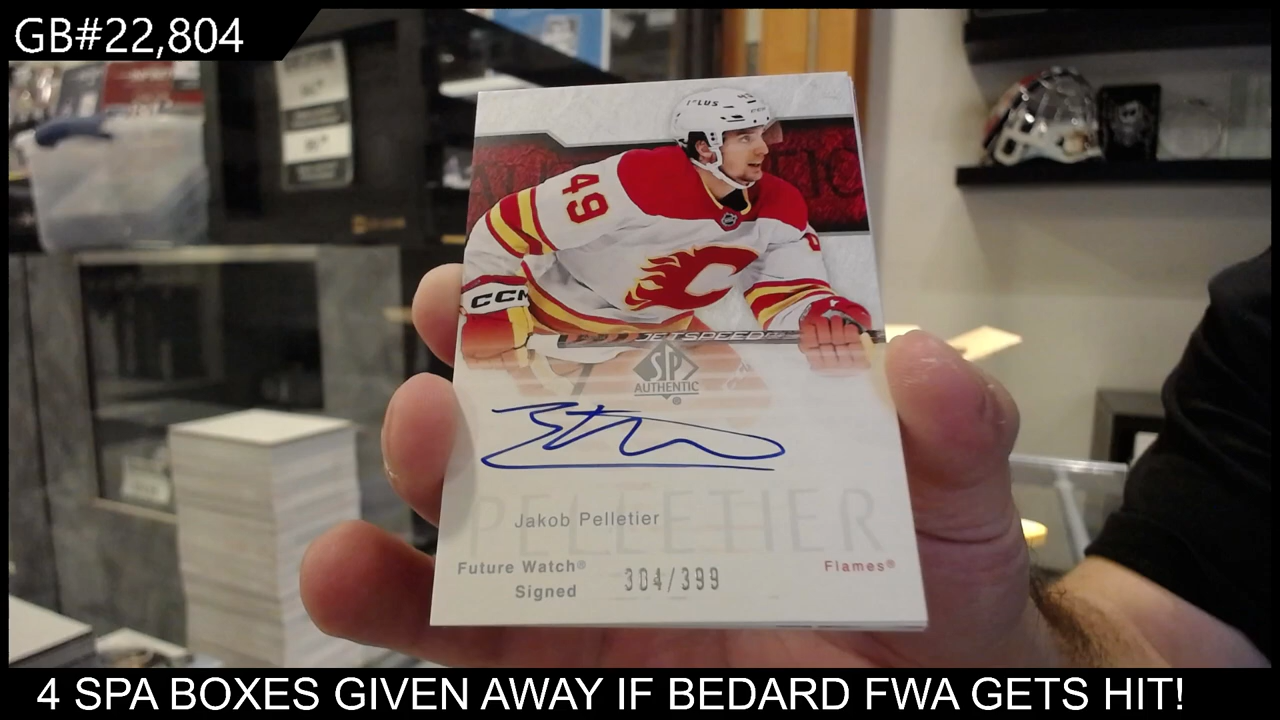 GB#22,804
49
CCM
JETSPEED
SP
AUTHENTIC
PELLETIER
Jakob Pelletier
Future Watch®
Signed
304/399
Flames®
4 SPA BOXES GIVEN AWAY IF BEDARD FWA GETS HIT!